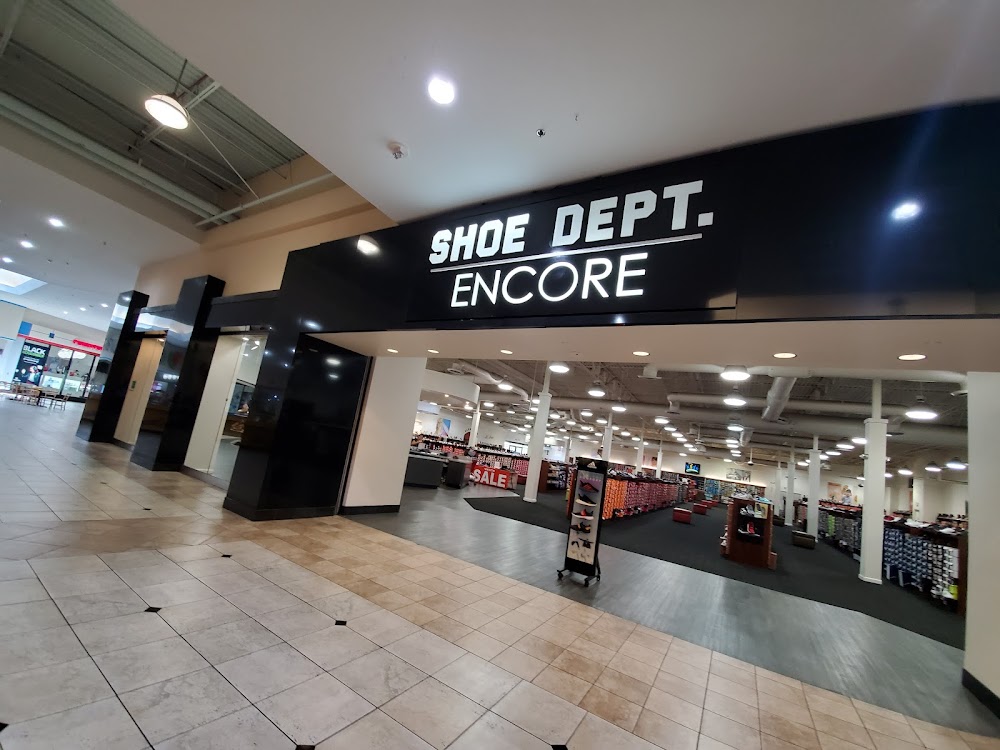 SHOE DEPT.
ENCORE
SALE
BLACK